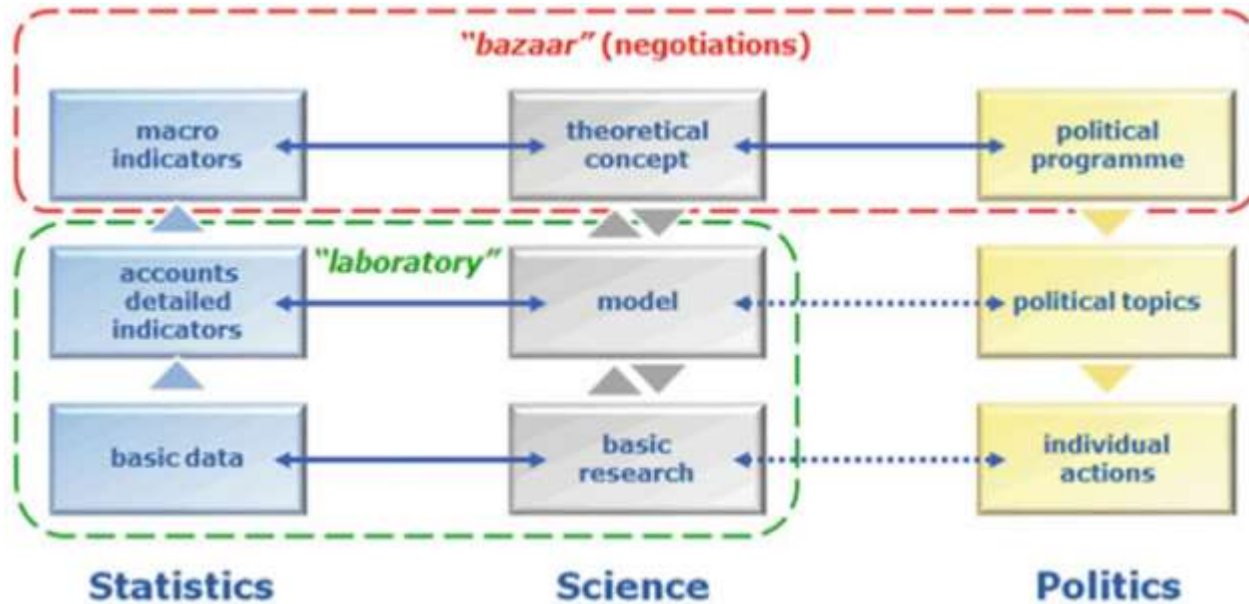 “bazaar” (negotiations)
macro
indicators
theoretical
concept
political
programme
“laboratory”
accounts
detailed
indicators
model
political topics
basic data
basic
research
individual
actions
Statistics
Science
Politics